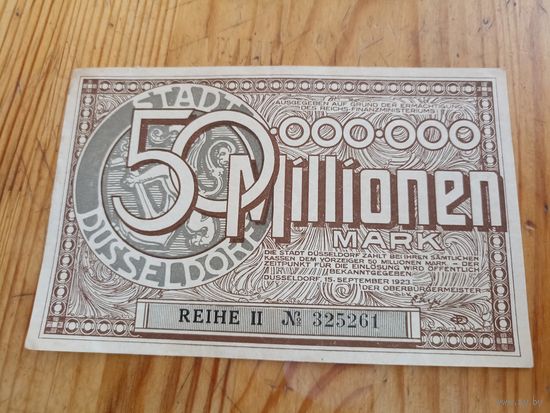 STADT
DÜSSELDORF
AUSGEGEBEN AUF GRUND DER ERMÄCHTIGUNG
DES REICHS-FINANZMINISTERIUMS
50.000.000
Millionen
MARK
DIE STADT DÜSSELDORF ZAHLT BEI IHREN SÄMTLICHEN
KASSEN DEM VORZEIGER 50 MILLIONEN MARK — DER
ZEITPUNKT FÜR DIE EINLÖSUNG WIRD ÖFFENTLICH
BEKANNTGEGEBEN
DÜSSELDORF, 15. SEPTEMBER 1923
DER OBERBÜRGERMEISTER
REIHE II № 325261